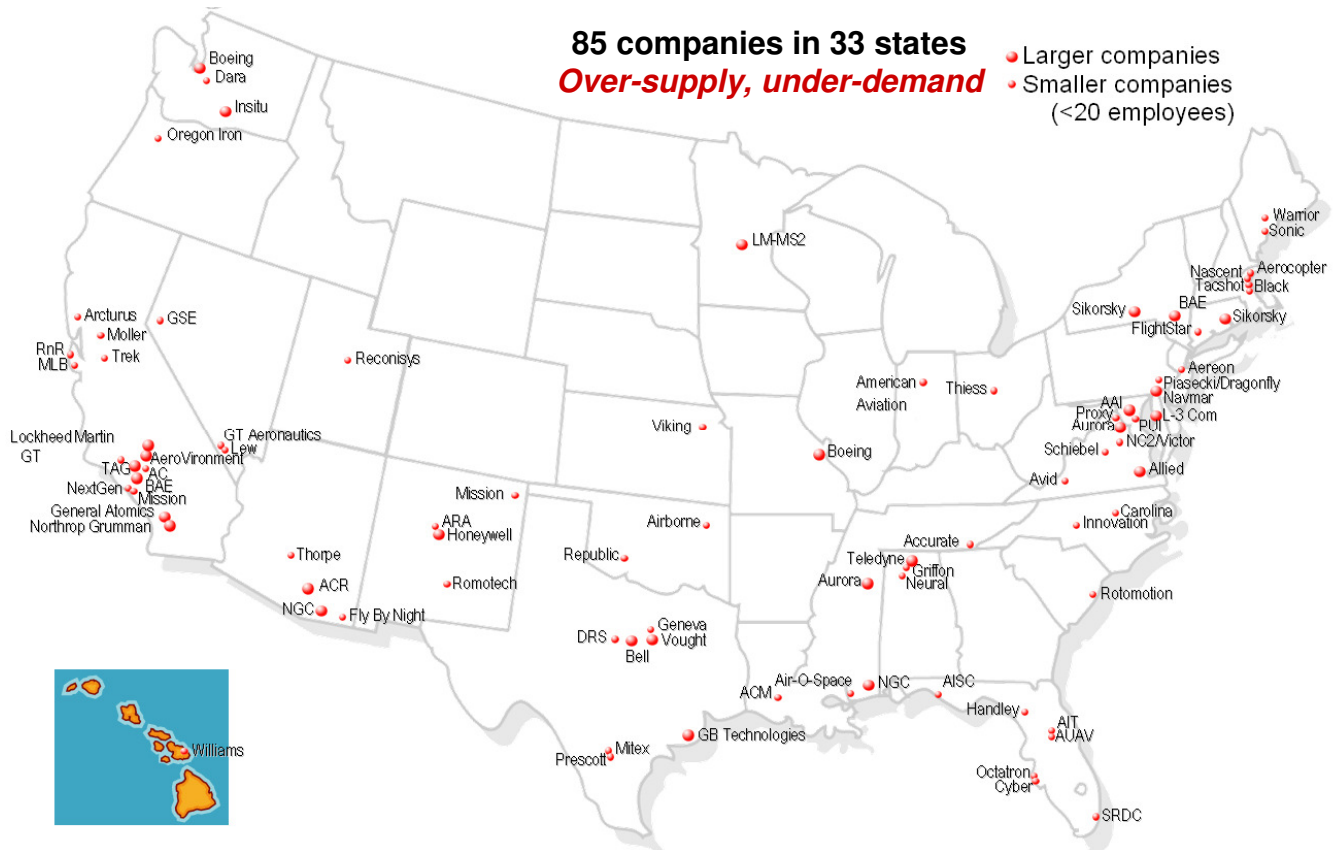 85 companies in 33 states
Over-supply, under-demand
Larger companies
Smaller companies
(<20 employees)
Boeing
Dara
Insitu
Oregon Iron
LM-MS2
Warrior
Sonic
Aerocopter
Nascent
Tacshot
Black
Sikorsky
BAE
Sikorsky
FlightStar
Arcturus
GSE
Moller
RnR
MLB
Trek
Reconisys
American
Aviation
Thiess
Aereon
Piasecki/Dragonfly
Navmar
AAI
L-3 Com
Proxy
PUI
Aurora
NC2/Victor
Schiebel
Allied
Avid
Viking
Boeing
Lockheed Martin
GT
GT Aeronautics
Lew
AeroVironment
TAG
AC
BAE
NextGen
Mission
General Atomics
Northrop Grumman
Mission
ARA
Honeywell
Airborne
Republic
Carolina
Innovation
Accurate
Teledyne
Griffon
Neural
Aurora
Thorpe
ACR
Romotech
NGC
Fly By Night
Rotomotion
Geneva
DRS
Vought
Bell
Air-O-Space
NGC
AISC
ACM
Handley
AIT
AUAV
GB Technologies
Mitex
Prescott
Williams
Octatron
Cyber
SRDC